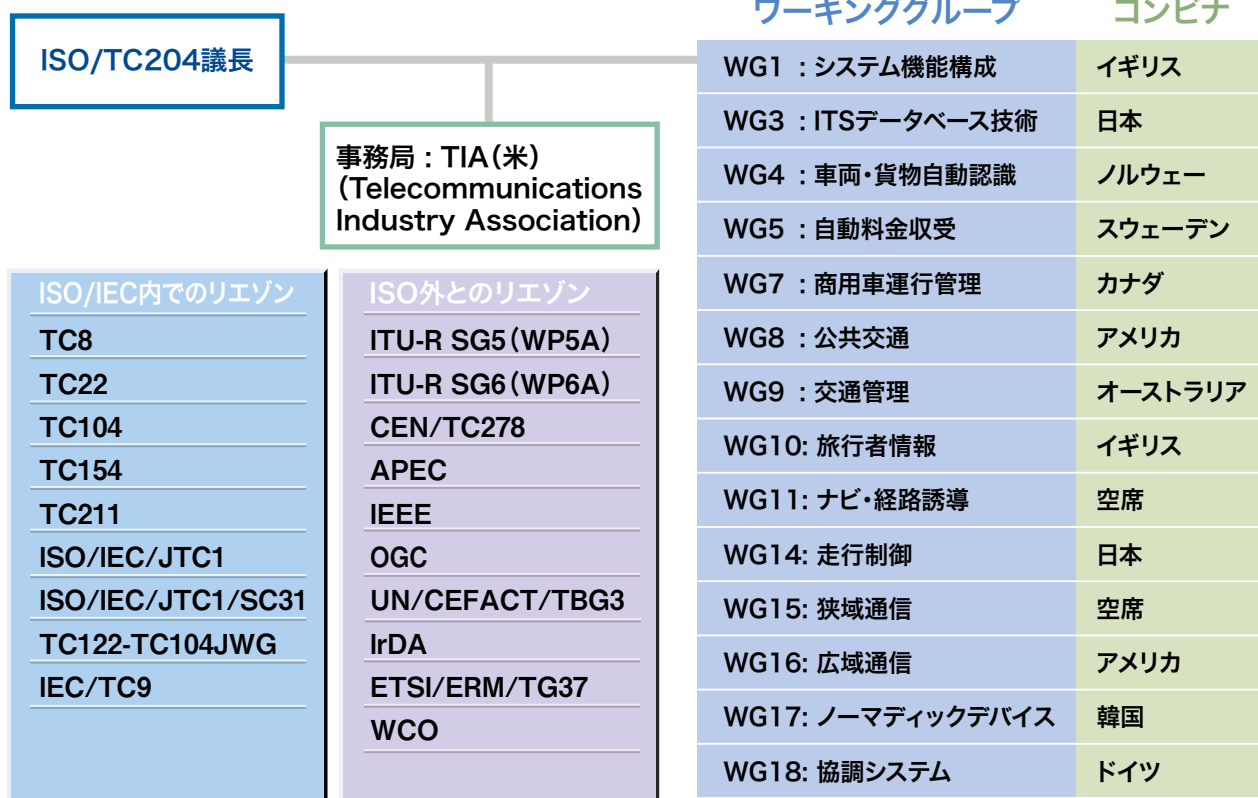 ワーキンググループ コンビナ
ISO/TC204議長
事務局:TIA(米)
(Telecommunications
Industry Association)
ISO/IEC内でのリエゾン
TC8
TC22
TC104
TC154
TC211
ISO/IEC/JTC1
ISO/IEC/JTC1/SC31
TC122-TC104JWG
IEC/TC9
ISO外とのリエゾン
ITU-R SG5(WP5A)
ITU-R SG6(WP6A)
CEN/TC278
APEC
IEEE
OGC
UN/CEFACT/TBG3
IrDA
ETSI/ERM/TG37
WCO
WG1 : システム機能構成 イギリス
WG3 : ITSデータベース技術 日本
WG4 : 車両・貨物自動認識 ノルウェー
WG5 : 自動料金収受 スウェーデン
WG7 : 商用車運行管理 カナダ
WG8 : 公共交通 アメリカ
WG9 : 交通管理 オーストラリア
WG10: 旅行者情報 イギリス
WG11: ナビ・経路誘導 空席
WG14: 走行制御 日本
WG15: 狭域通信 空席
WG16: 広域通信 アメリカ
WG17: ノーマディックデバイス 韓国
WG18: 協調システム ドイツ